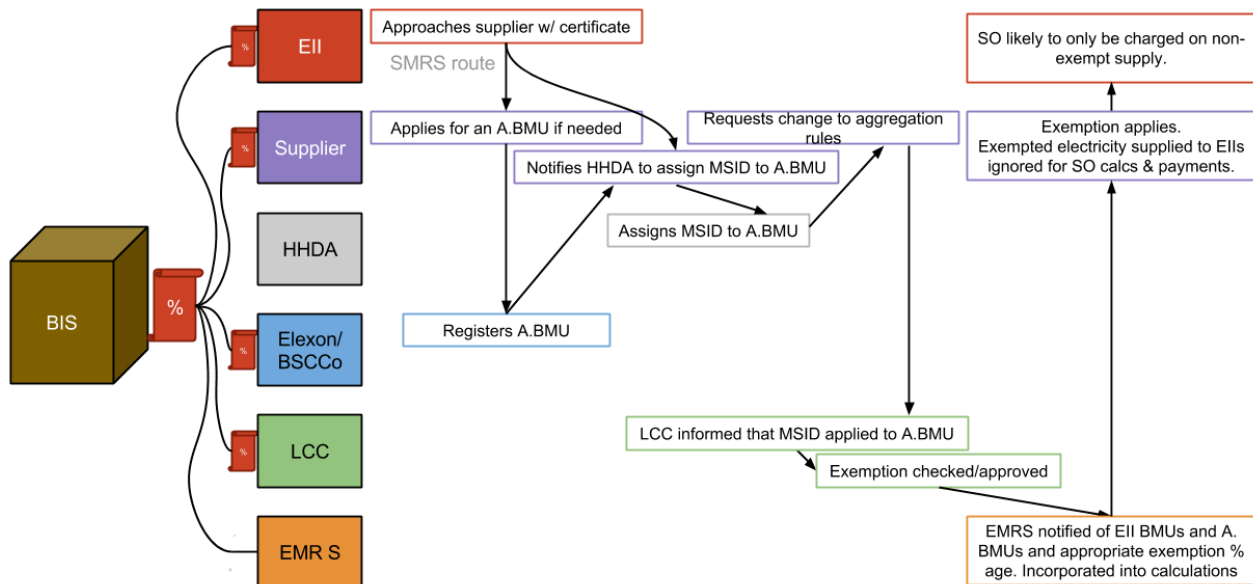 %
EII
Approaches supplier w/ certificate
SO likely to only be charged on non-
exempt supply.
SMRS route
%
Supplier
Applies for an A.BMU if needed
Requests change to aggregation
rules
Exemption applies.
Exempted electricity supplied to EIIs
ignored for SO calcs & payments.
Notifies HHDA to assign MSID to A.BMU
HHDA
Assigns MSID to A.BMU
BIS
%
%
Elexon/
BSCCo
Registers A.BMU
%
LCC
LCC informed that MSID applied to A.BMU
Exemption checked/approved
EMR S
EMRS notified of EII BMUs and A.
BMUs and appropriate exemption %
age. Incorporated into calculations